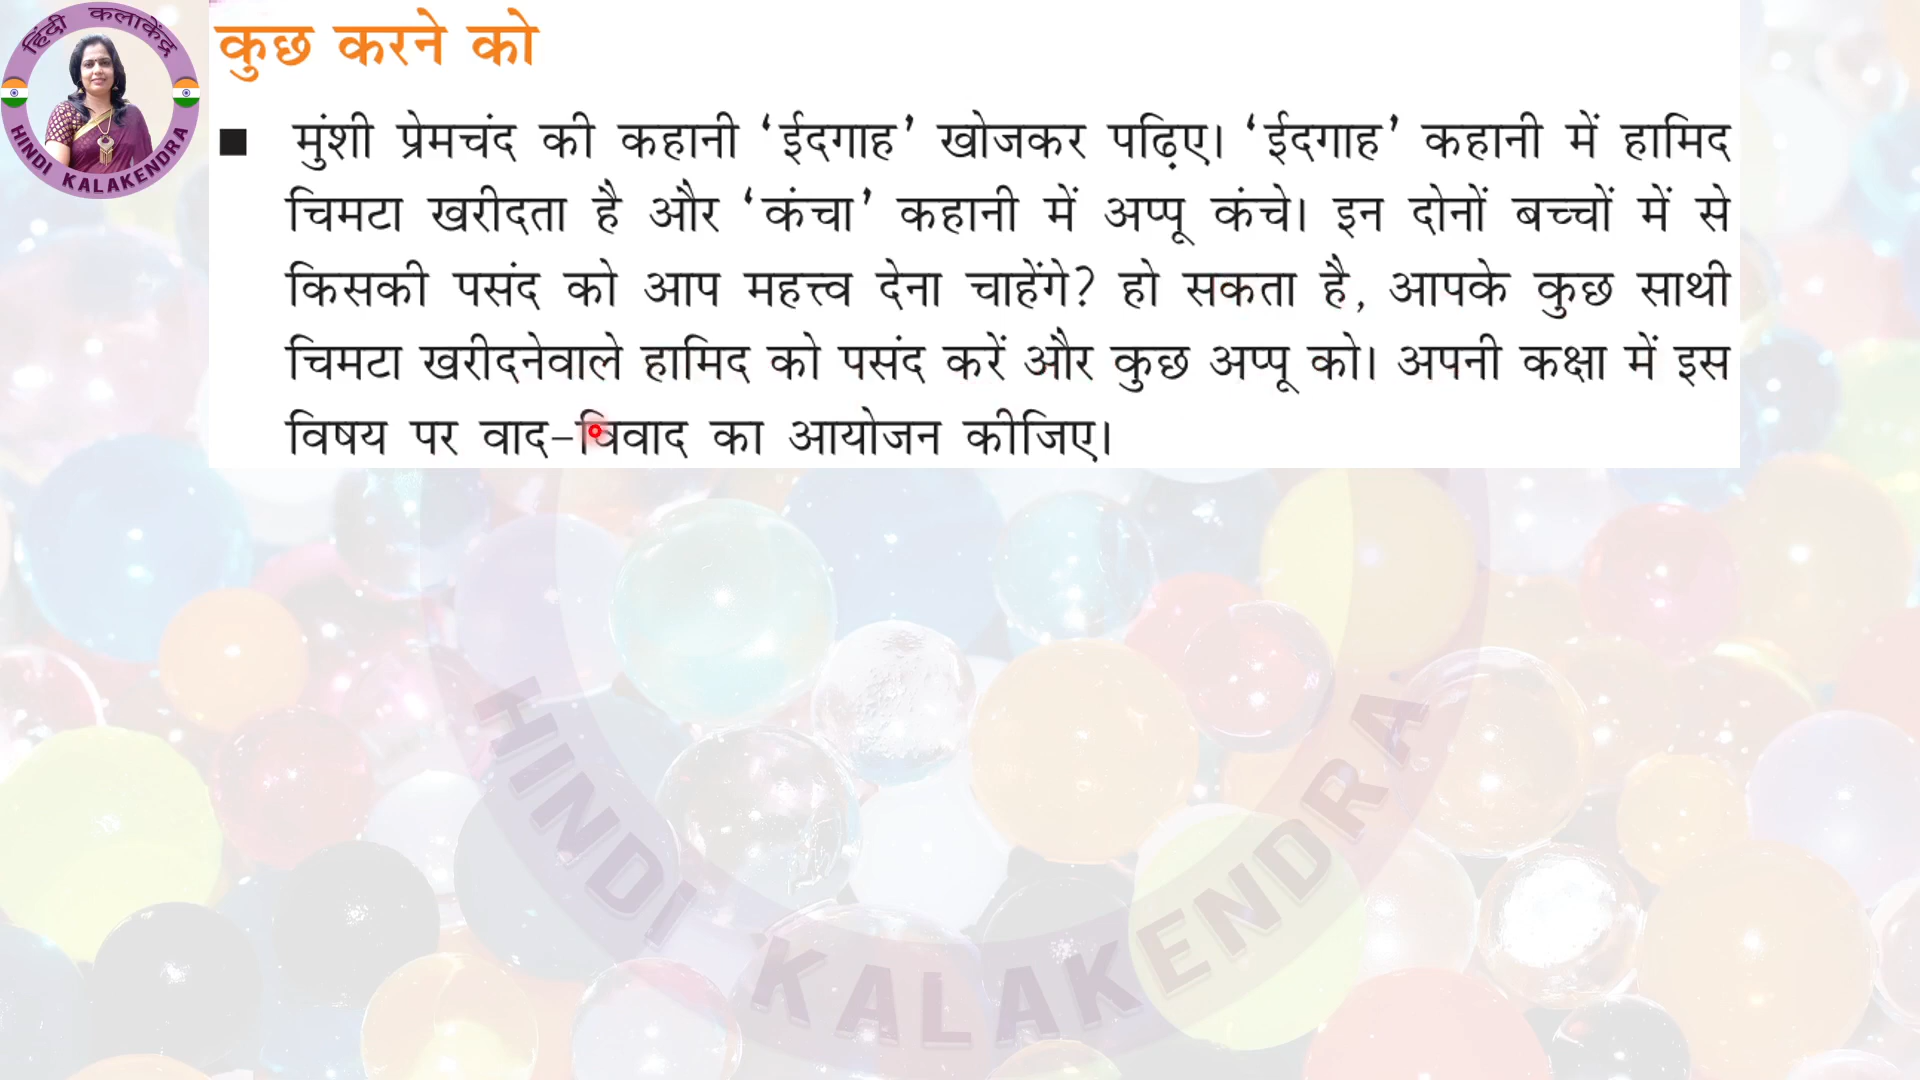 हिंदी कलाकेंद्र
HINDI KALAKENDRA
कुछ करने को
■ मुंशी प्रेमचंद की कहानी ‘ईदगाह’ खोजकर पढ़िए। ‘ईदगाह’ कहानी में हामिद
चिमटा खरीदता है और ‘कंचा’ कहानी में अप्पू कंचे। इन दोनों बच्चों में से
किसकी पसंद को आप महत्त्व देना चाहेंगे? हो सकता है, आपके कुछ साथी
चिमटा खरीदनेवाले हामिद को पसंद करें और कुछ अप्पू को। अपनी कक्षा में इस
विषय पर वाद-विवाद का आयोजन कीजिए।
HINDI KALAKENDRA